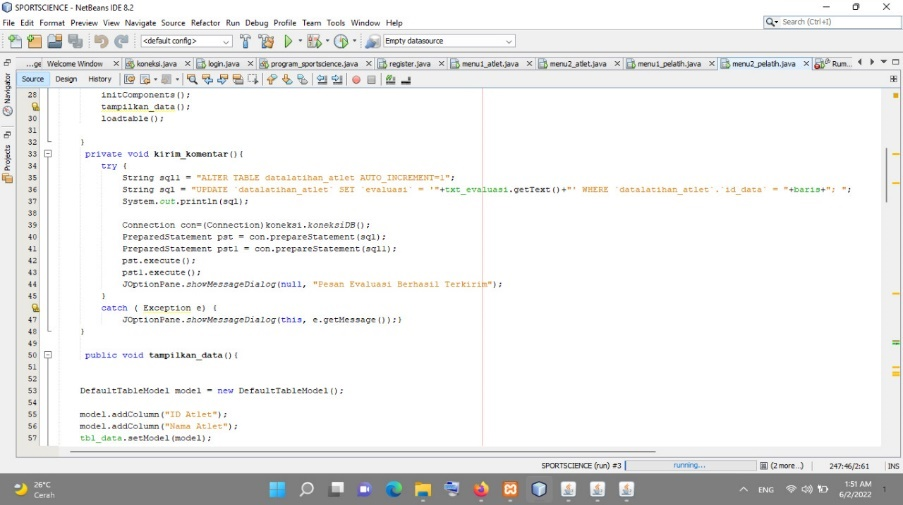 SPORTSCIENCE - NetBeans IDE 8.2
File Edit Format Preview View Navigate Source Refactor Run Debug Profile Team Tools Window Help
Search (Ctrl+I)
<default config>
Empty datasource
...ge Welcome Window koneksi.java login.java program_sportscience.java register.java menu1_atlet.java menu2_atlet.java menu1_pelatih.java menu2_pelatih.java Rum...
Source Design History
Navigator
Projects
28 initComponents();
tampilkan_data();
30 loadtable();
31
32 }
33 private void kirim_komentar(){
34 try {
35 String sql1 = "ALTER TABLE datalatihan_atlet AUTO_INCREMENT=1";
36 String sql = "UPDATE `datalatihan_atlet` SET `evaluasi` = '"+txt_evaluasi.getText()+"' WHERE `datalatihan_atlet`.`id_data` = "+baris+"; ";
37 System.out.println(sql);
38
39 Connection con=(Connection)koneksi.koneksiDB();
40 PreparedStatement pst = con.prepareStatement(sql);
41 PreparedStatement pst1 = con.prepareStatement(sql1);
42 pst.execute();
43 pst1.execute();
44 JOptionPane.showMessageDialog(null, "Pesan Evaluasi Berhasil Terkirim");
45 }
catch ( Exception e) {
47 JOptionPane.showMessageDialog(this, e.getMessage());}
48 }
49
50 public void tampilkan_data(){
51
52
53 DefaultTableModel model = new DefaultTableModel();
54
55 model.addColumn("ID Atlet");
56 model.addColumn("Nama Atlet");
57 tbl_data.setModel(model);
SPORTSCIENCE (run) #3 running... (2 more...) 247:46/2:61 INS
26°C
Cerah
ENG
1:51 AM
6/2/2022
1